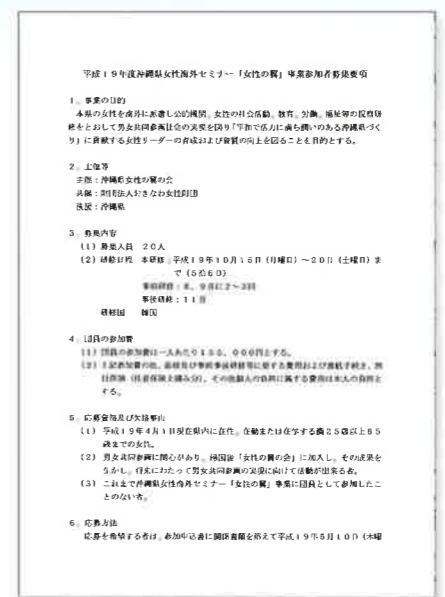 平成19年度沖縄県女性海外セミナー「女性の翼」事業参加者募集要項
1. 事業の目的
本県の女性を海外に派遣し公的機関、女性の社会活動、教育、労働、福祉等の視察研
修をとおして男女共同参画社会の実現を図り「平和で活力に満ち潤いのある沖縄県づく
り」に貢献する女性リーダーの育成および資質の向上を図ることを目的とする。
2. 主催等
主催:沖縄県女性の翼の会
共催:財団法人おきなわ女性財団
後援:沖縄県
3. 募集内容
(1) 募集人員 20人
(2) 研修日程 本研修:平成19年10月15日(月曜日)~20日(土曜日)ま
で(5泊6日)
事前研修:8、9月に2~3回
事後研修:11月
研修国 韓国
4. 団員の参加費
(1) 団員の参加費は一人あたり155,000円とする。
(2) 上記参加費の他、
する。
5. 応募資格及び欠格事由
(1) 平成19年4月1日現在県内に在住、在勤または在学する満25歳以上65
歳までの女性。
(2) 男女共同参画に関心があり、帰国後「女性の翼の会」に加入し、その成果を
生かし、将来にわたって男女共同参画の実現に向けて活動が出来る者。
(3) これまで沖縄県女性海外セミナー「女性の翼」事業に団員として参加したこ
とのない者。
6. 応募方法
応募を希望する者は、参加申込書に関係書類を添えて平成19年5月10日(木曜